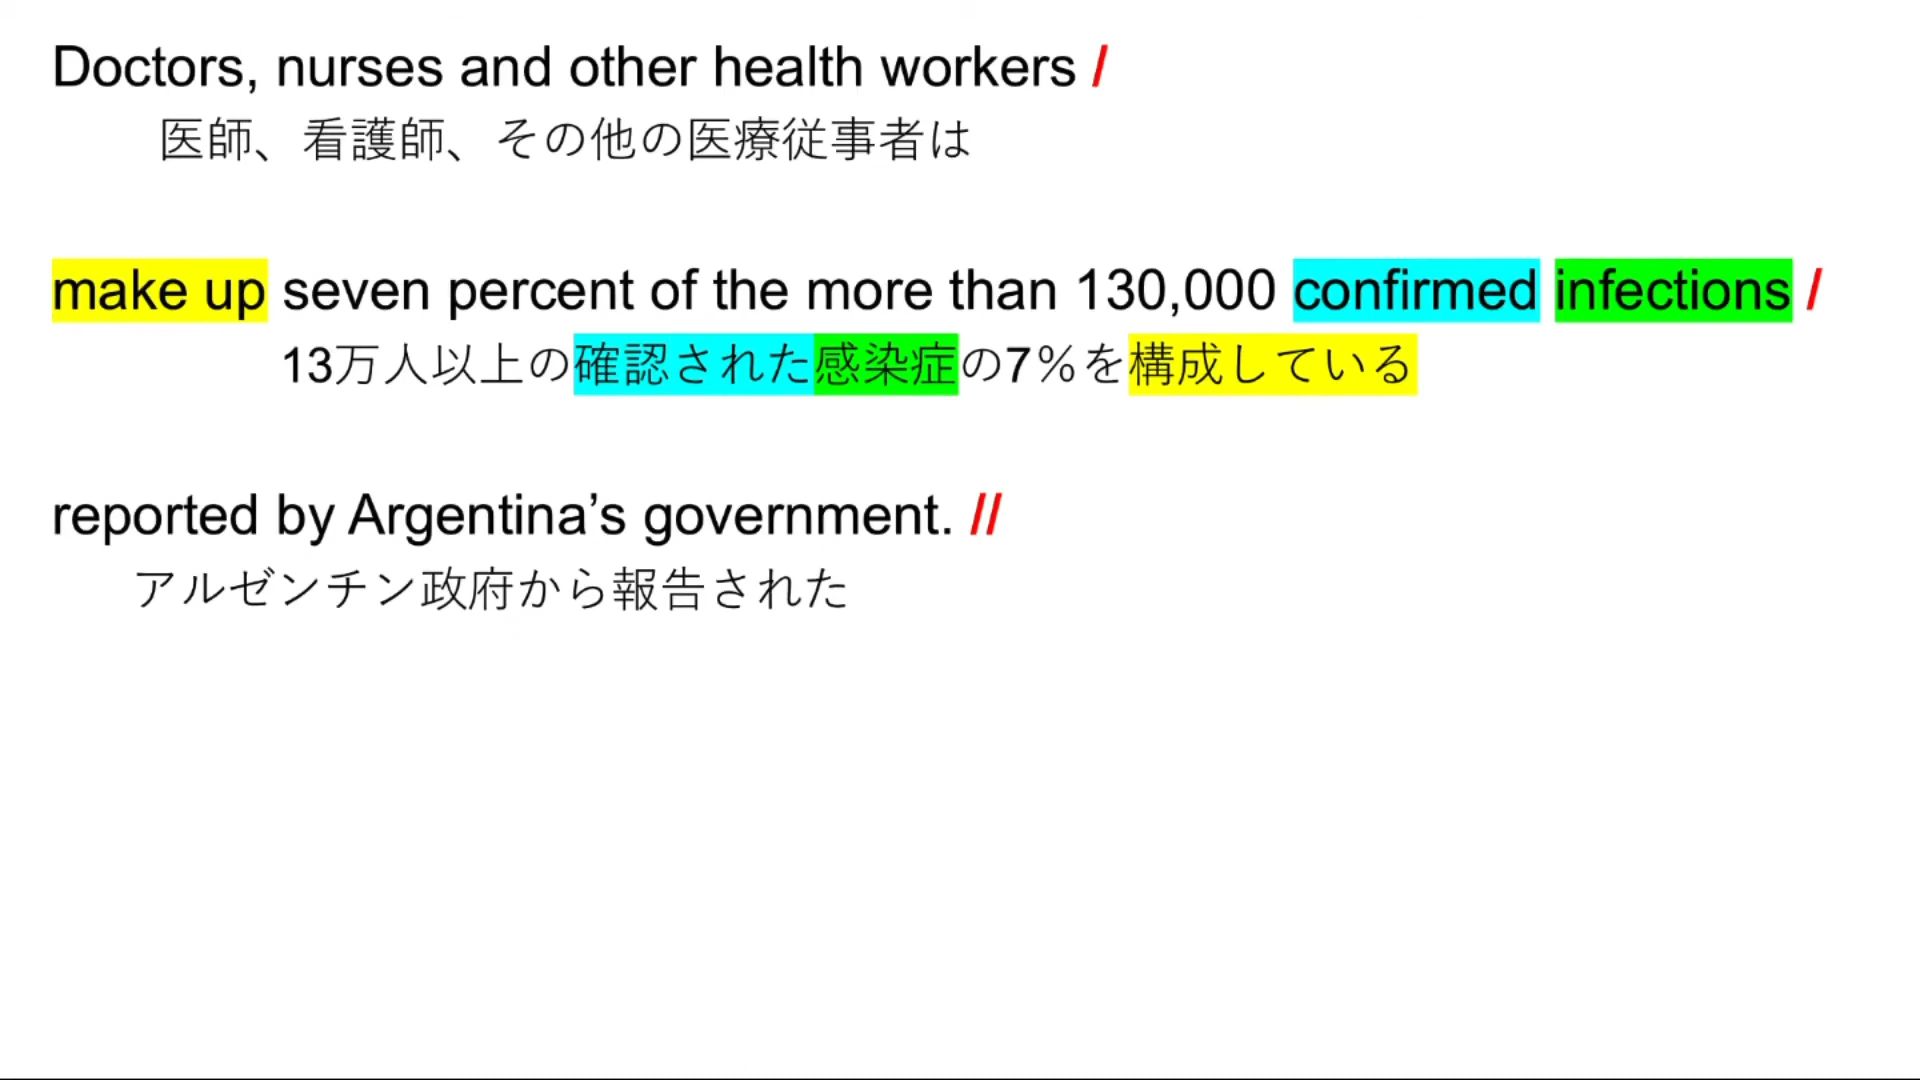 Doctors, nurses and other health workers /
医師、看護師、その他の医療従事者は
make up seven percent of the more than 130,000 confirmed infections /
13万人以上の確認された感染症の7%を構成している
reported by Argentina’s government. //
アルゼンチン政府から報告された